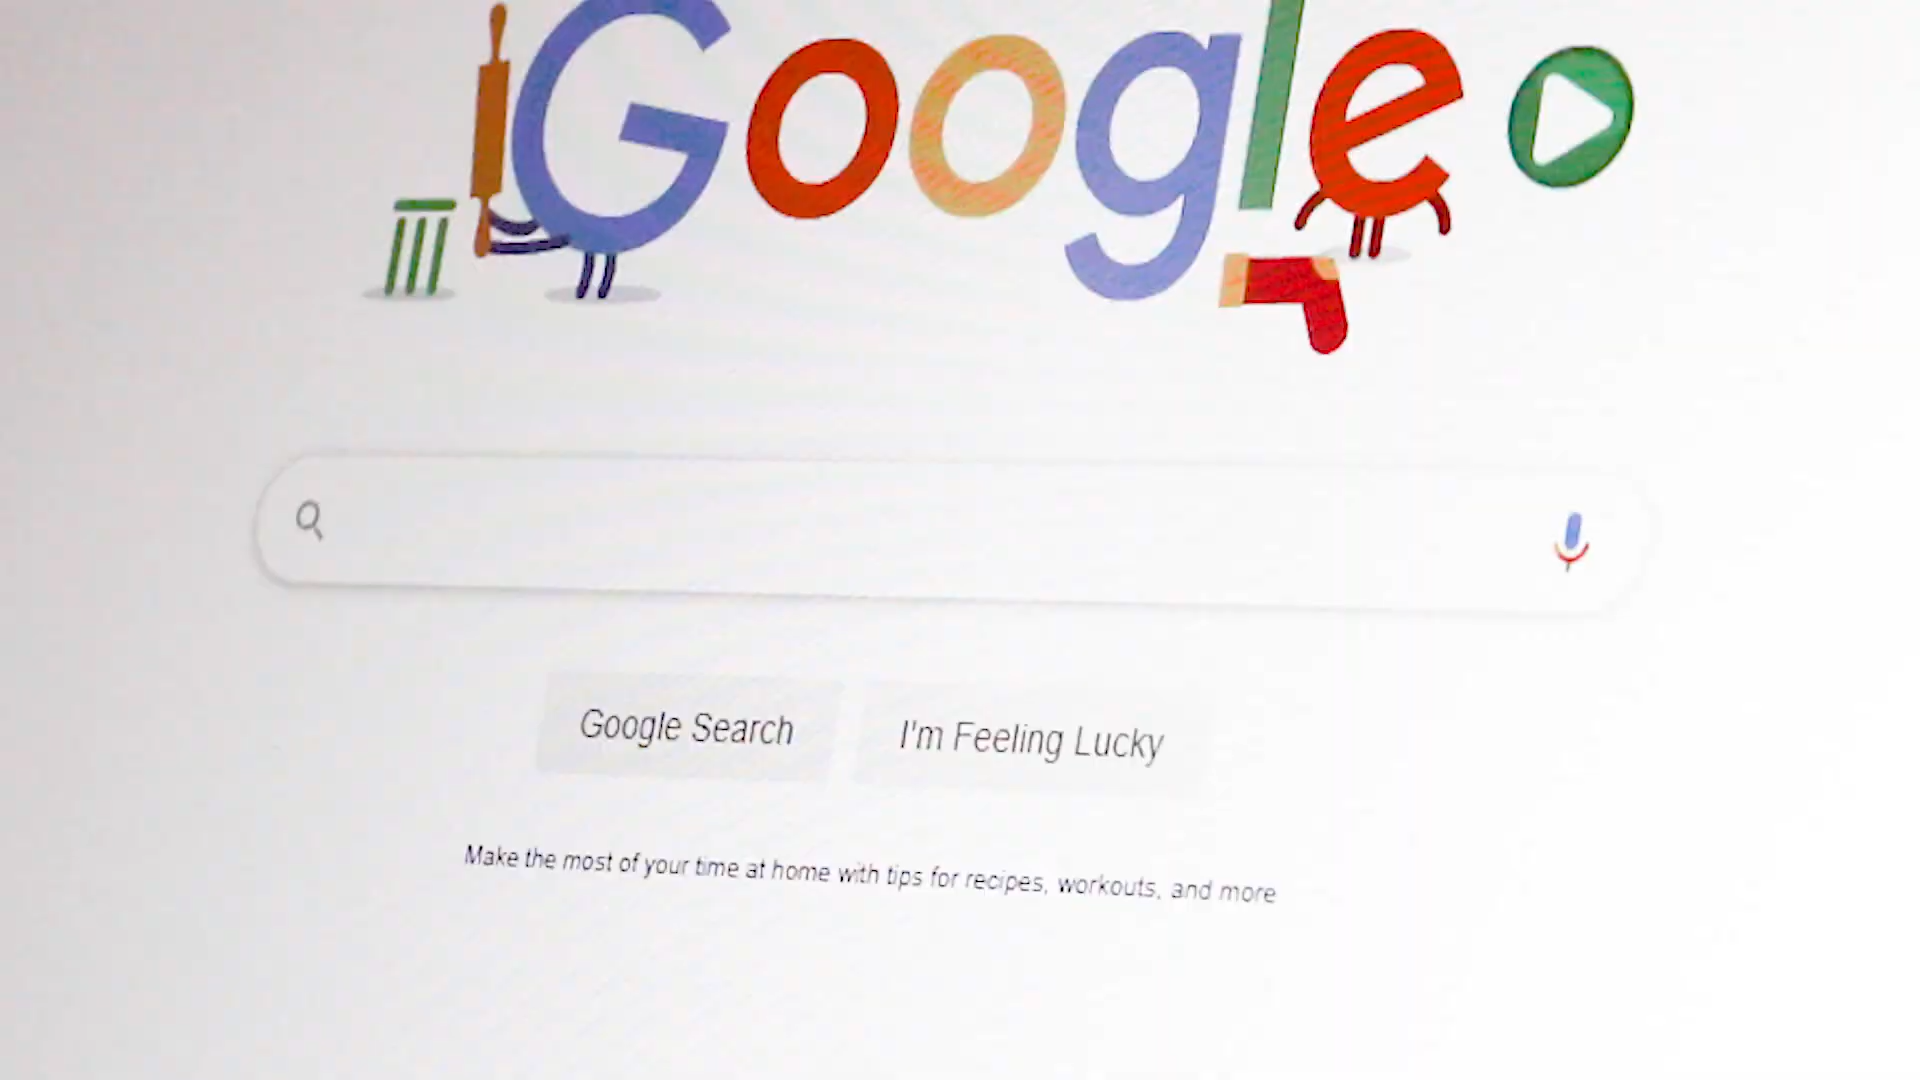 Google
Google Search
I'm Feeling Lucky
Make the most of your time at home with tips for recipes, workouts, and more